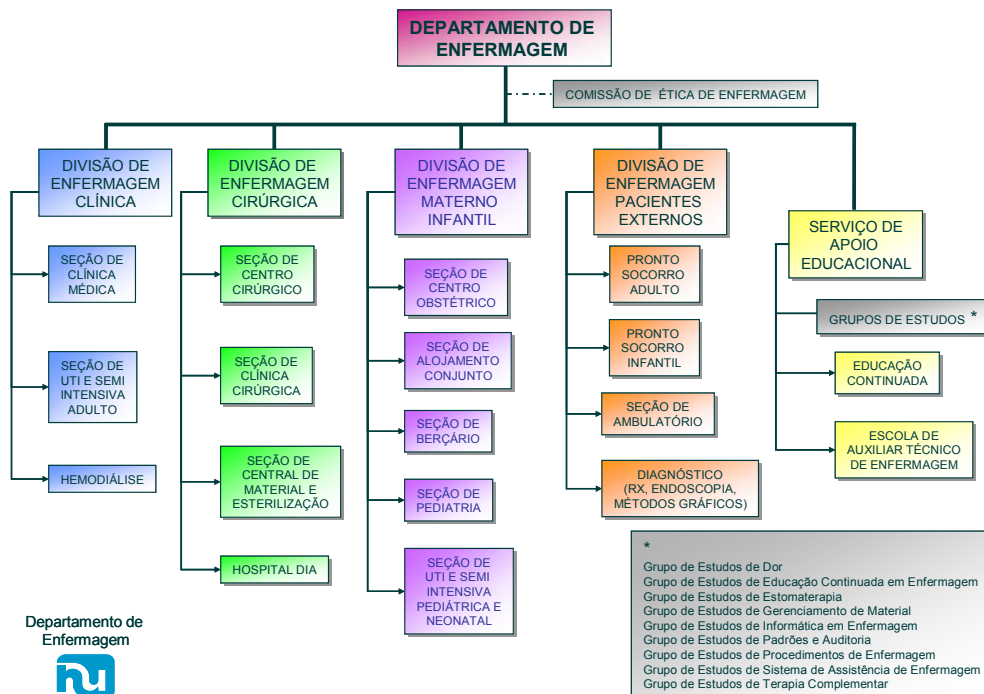 DEPARTAMENTO DE
ENFERMAGEM
COMISSÃO DE ÉTICA DE ENFERMAGEM
DIVISÃO DE
ENFERMAGEM
CLÍNICA
SEÇÃO DE
CLÍNICA
MÉDICA
SEÇÃO DE
UTI E SEMI
INTENSIVA
ADULTO
HEMODIÁLISE
DIVISÃO DE
ENFERMAGEM
CIRÚRGICA
SEÇÃO DE
CENTRO
CIRÚRGICO
SEÇÃO DE
CLÍNICA
CIRÚRGICA
SEÇÃO DE
CENTRAL DE
MATERIAL E
ESTERILIZAÇÃO
HOSPITAL DIA
DIVISÃO DE
ENFERMAGEM
MATERNO
INFANTIL
SEÇÃO DE
CENTRO
OBSTÉTRICO
SEÇÃO DE
ALOJAMENTO
CONJUNTO
SEÇÃO DE
BERÇÁRIO
SEÇÃO DE
PEDIATRIA
SEÇÃO DE
UTI E SEMI
INTENSIVA
PEDIÁTRICA E
NEONATAL
DIVISÃO DE
ENFERMAGEM
PACIENTES
EXTERNOS
PRONTO
SOCORRO
ADULTO
PRONTO
SOCORRO
INFANTIL
SEÇÃO DE
AMBULATÓRIO
DIAGNÓSTICO
(RX, ENDOSCOPIA,
MÉTODOS GRÁFICOS)
SERVIÇO DE
APOIO
EDUCACIONAL
GRUPOS DE ESTUDOS *
EDUCAÇÃO
CONTINUADA
ESCOLA DE
AUXILIAR TÉCNICO
DE ENFERMAGEM
*
Grupo de Estudos de Dor
Grupo de Estudos de Educação Continuada em Enfermagem
Grupo de Estudos de Estomaterapia
Grupo de Estudos de Gerenciamento de Material
Grupo de Estudos de Informática em Enfermagem
Grupo de Estudos de Padrões e Auditoria
Grupo de Estudos de Procedimentos de Enfermagem
Grupo de Estudos de Sistema de Assistência de Enfermagem
Grupo de Estudos de Terapia Complementar
Departamento de
Enfermagem
hu